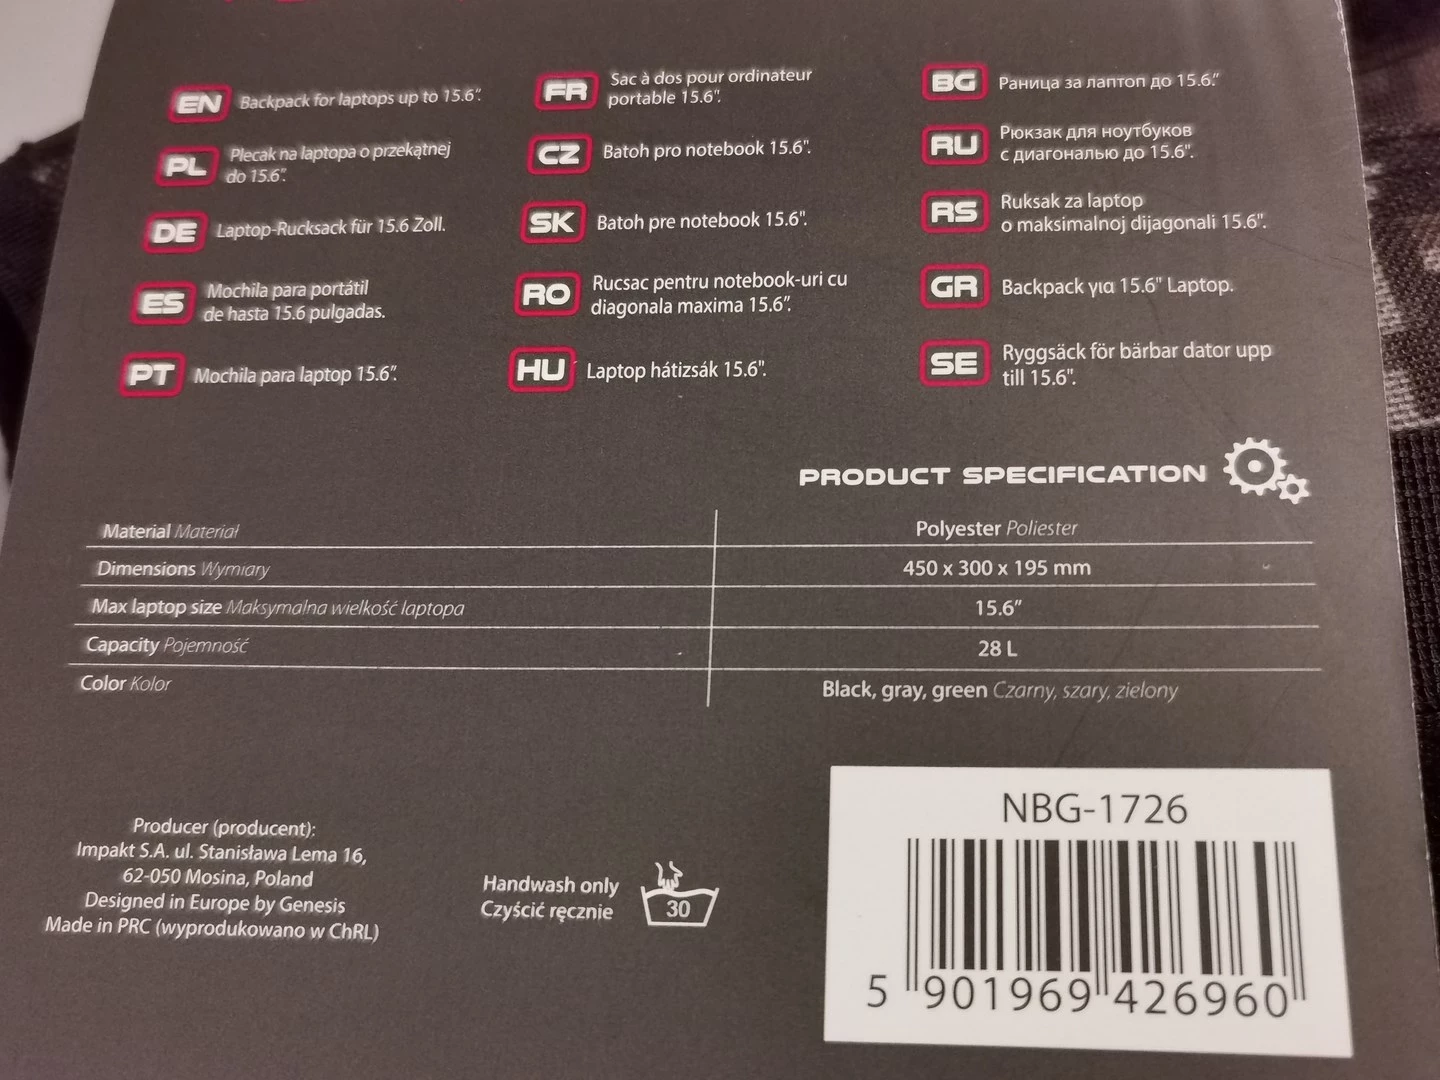 EN Backpack for laptops up to 15.6".
PL Plecak na laptopa o przekątnej
do 15.6".
DE Laptop-Rucksack für 15.6 Zoll.
ES Mochila para portátil
de hasta 15.6 pulgadas.
PT Mochila para laptop 15.6".
FR Sac à dos pour ordinateur
portable 15.6".
CZ Batoh pro notebook 15.6".
SK Batoh pre notebook 15.6".
RO Rucsac pentru notebook-uri cu
diagonala maxima 15.6".
HU Laptop hátizsák 15.6".
BG Раница за лаптоп до 15.6."
RU Рюкзак для ноутбуков
с диагональю до 15.6".
RS Ruksak za laptop
o maksimalnoj dijagonali 15.6".
GR Backpack για 15.6" Laptop.
SE Ryggsäck för bärbar dator upp
till 15.6".
PRODUCT SPECIFICATION
Material Materiał Polyester Poliester
Dimensions Wymiary 450 x 300 x 195 mm
Max laptop size Maksymalna wielkość laptopa 15.6"
Capacity Pojemność 28 L
Color Kolor Black, gray, green Czarny, szary, zielony
Producer (producent):
Impakt S.A. ul. Stanisława Lema 16,
62-050 Mosina, Poland
Designed in Europe by Genesis
Made in PRC (wyprodukowano w ChRL)
Handwash only
Czyścić ręcznie
30
NBG-1726
5 901969 426960